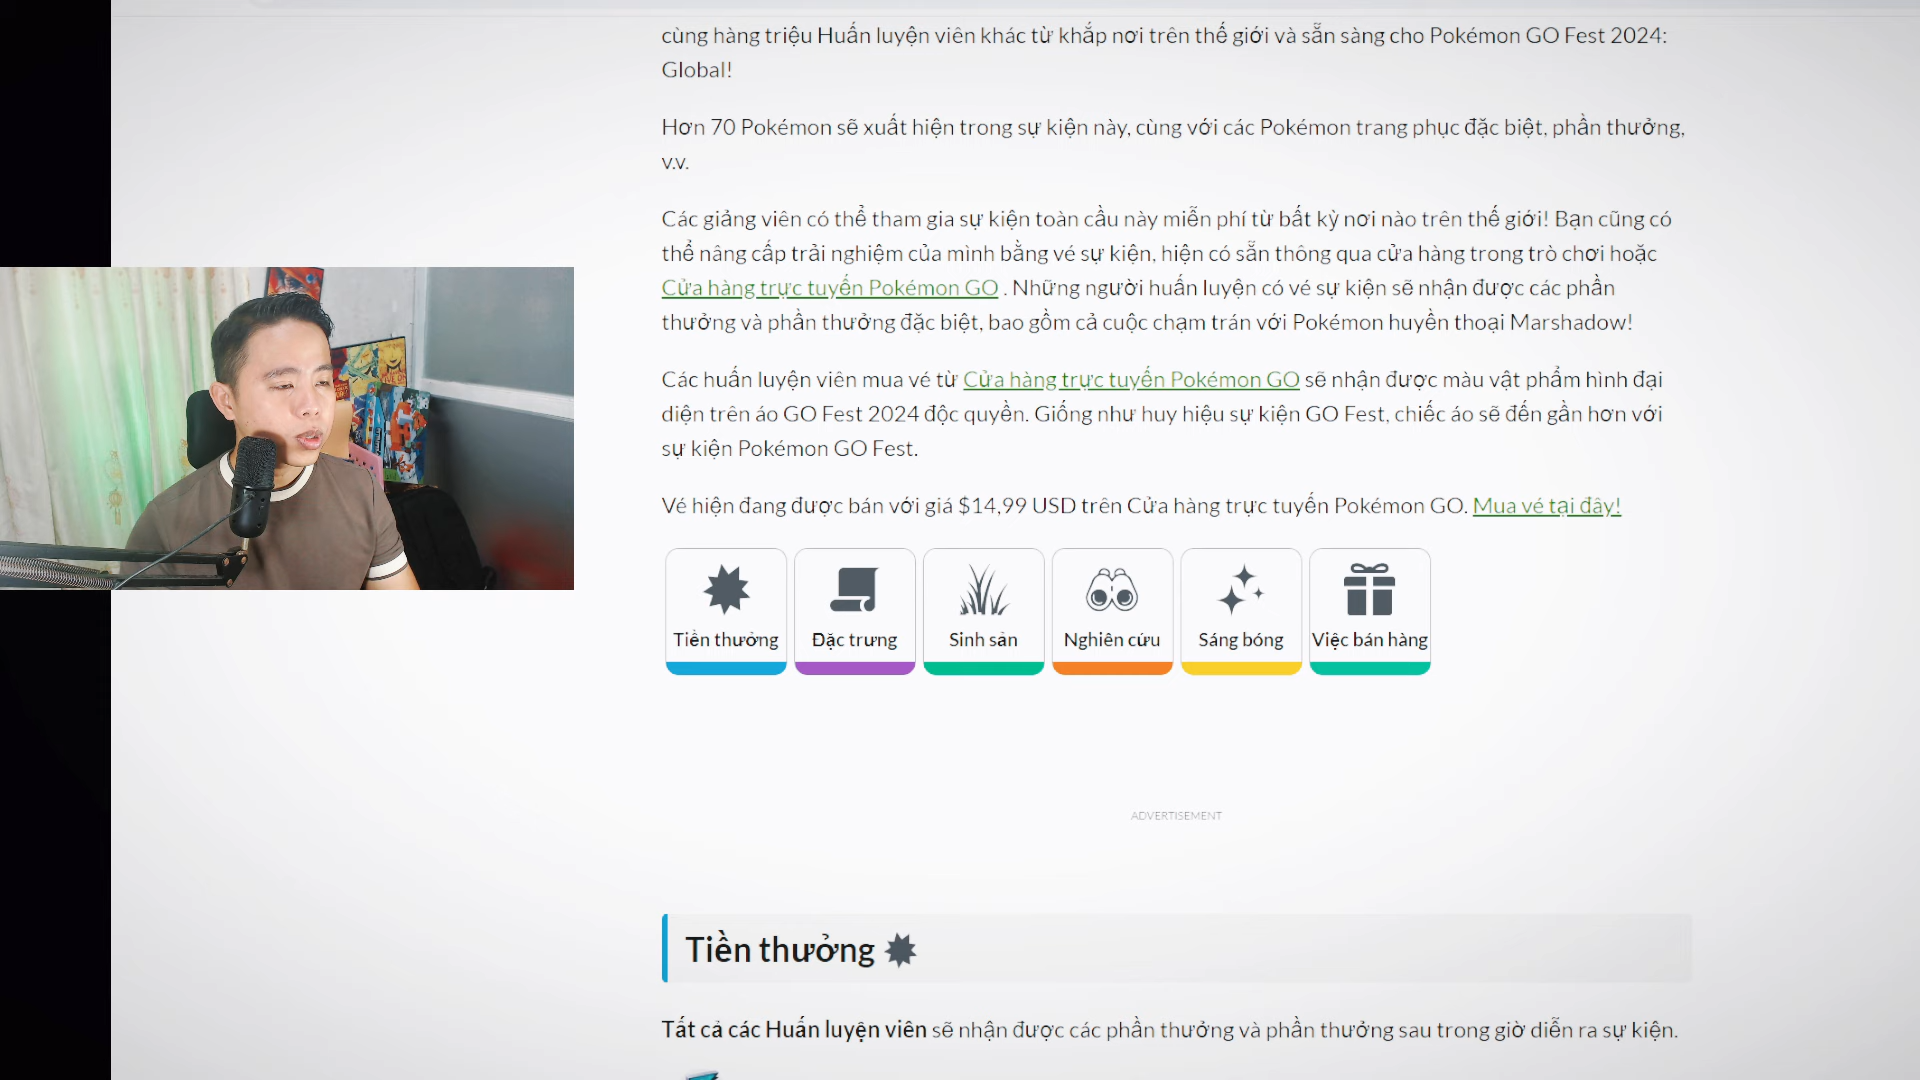 cùng hàng triệu Huấn luyện viên khác từ khắp nơi trên thế giới và sẵn sàng cho Pokémon GO Fest 2024:
Global!
Hơn 70 Pokémon sẽ xuất hiện trong sự kiện này, cùng với các Pokémon trang phục đặc biệt, phần thưởng,
v.v.
Các giảng viên có thể tham gia sự kiện toàn cầu này miễn phí từ bất kỳ nơi nào trên thế giới! Bạn cũng có
thể nâng cấp trải nghiệm của mình bằng vé sự kiện, hiện có sẵn thông qua cửa hàng trong trò chơi hoặc
Cửa hàng trực tuyến Pokémon GO . Những người huấn luyện có vé sự kiện sẽ nhận được các phần
thưởng và phần thưởng đặc biệt, bao gồm cả cuộc chạm trán với Pokémon huyền thoại Marshadow!
Các huấn luyện viên mua vé từ Cửa hàng trực tuyến Pokémon GO sẽ nhận được màu vật phẩm hình đại
diện trên áo GO Fest 2024 độc quyền. Giống như huy hiệu sự kiện GO Fest, chiếc áo sẽ đến gần hơn với
sự kiện Pokémon GO Fest.
Vé hiện đang được bán với giá $14,99 USD trên Cửa hàng trực tuyến Pokémon GO. Mua vé tại đây!
Tiền thưởng
Đặc trưng
Sinh sản
Nghiên cứu
Sáng bóng
Việc bán hàng
ADVERTISEMENT
Tiền thưởng
Tất cả các Huấn luyện viên sẽ nhận được các phần thưởng và phần thưởng sau trong giờ diễn ra sự kiện.